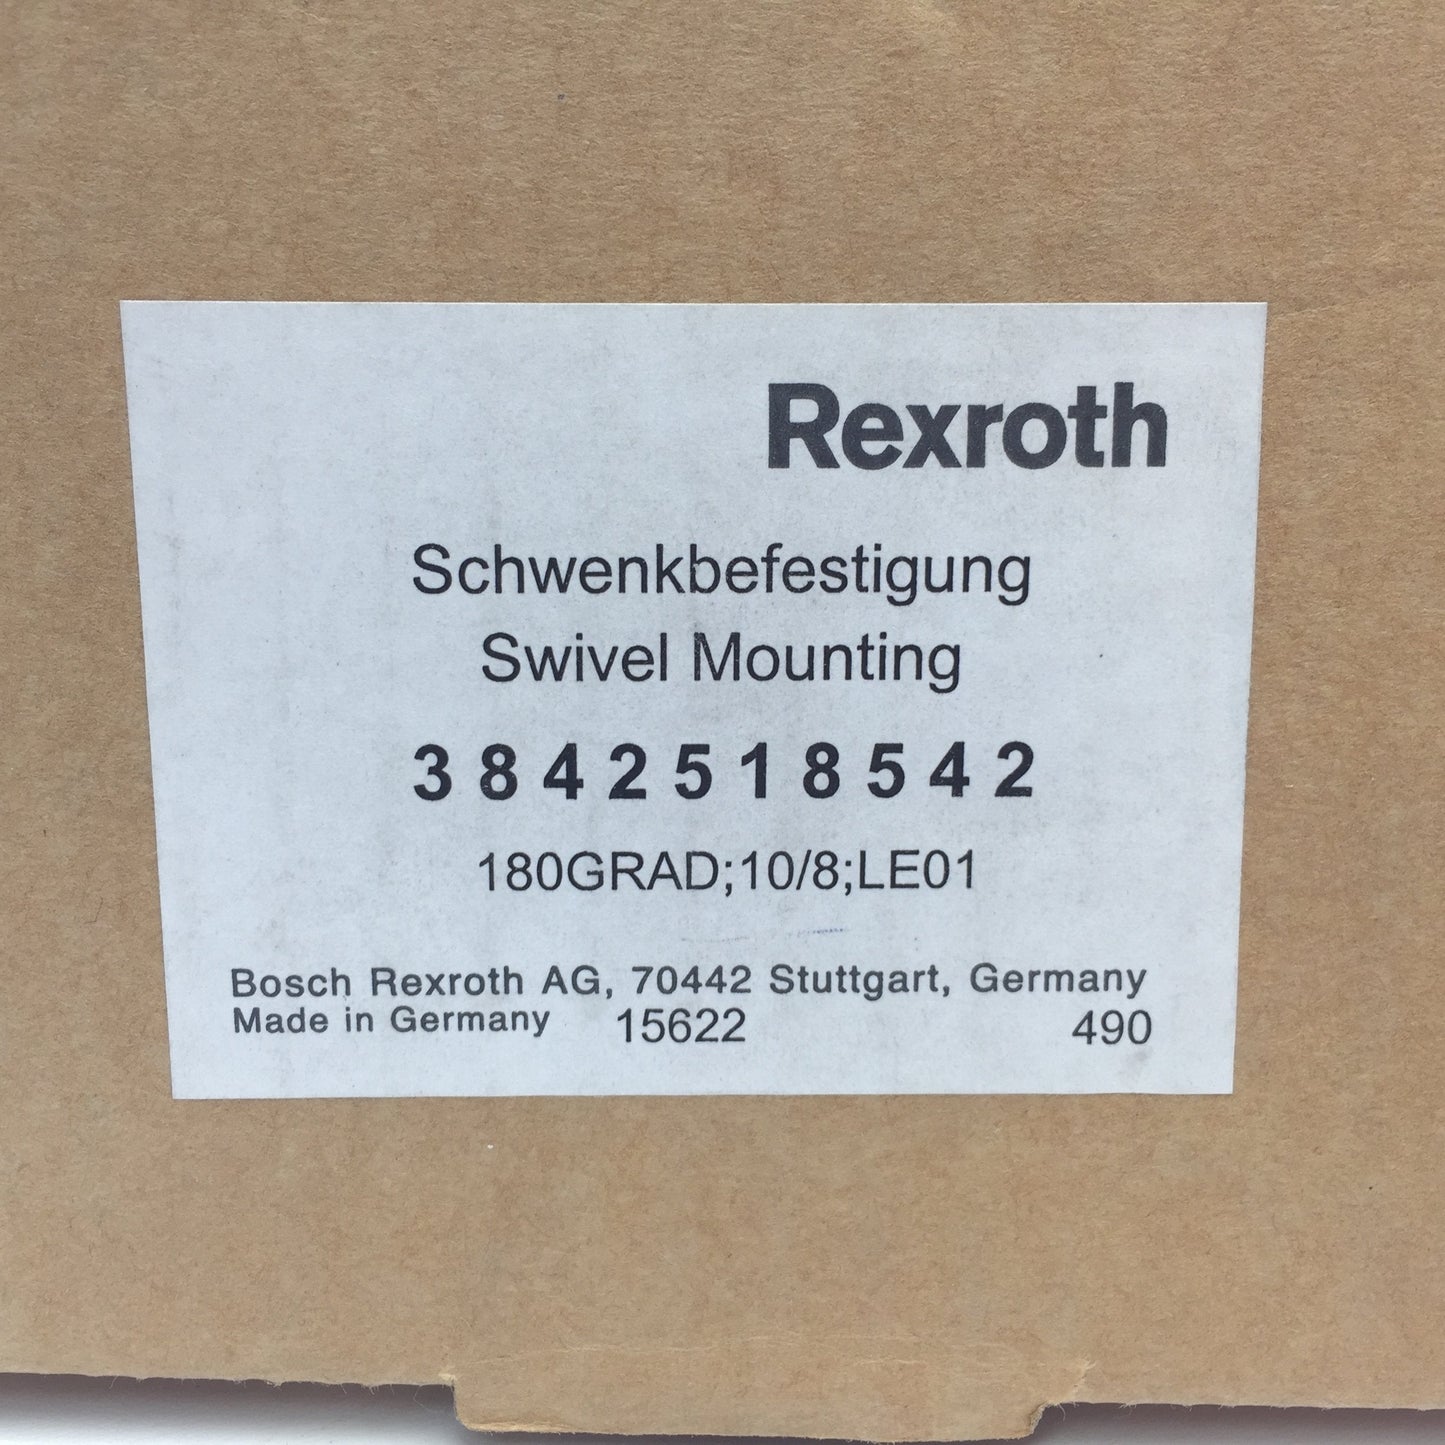 Rexroth
Schwenkbefestigung
Swivel Mounting
3842518542
180GRAD;10/8;LE01
Bosch Rexroth AG, 70442 Stuttgart, Germany
Made in Germany 15622 490